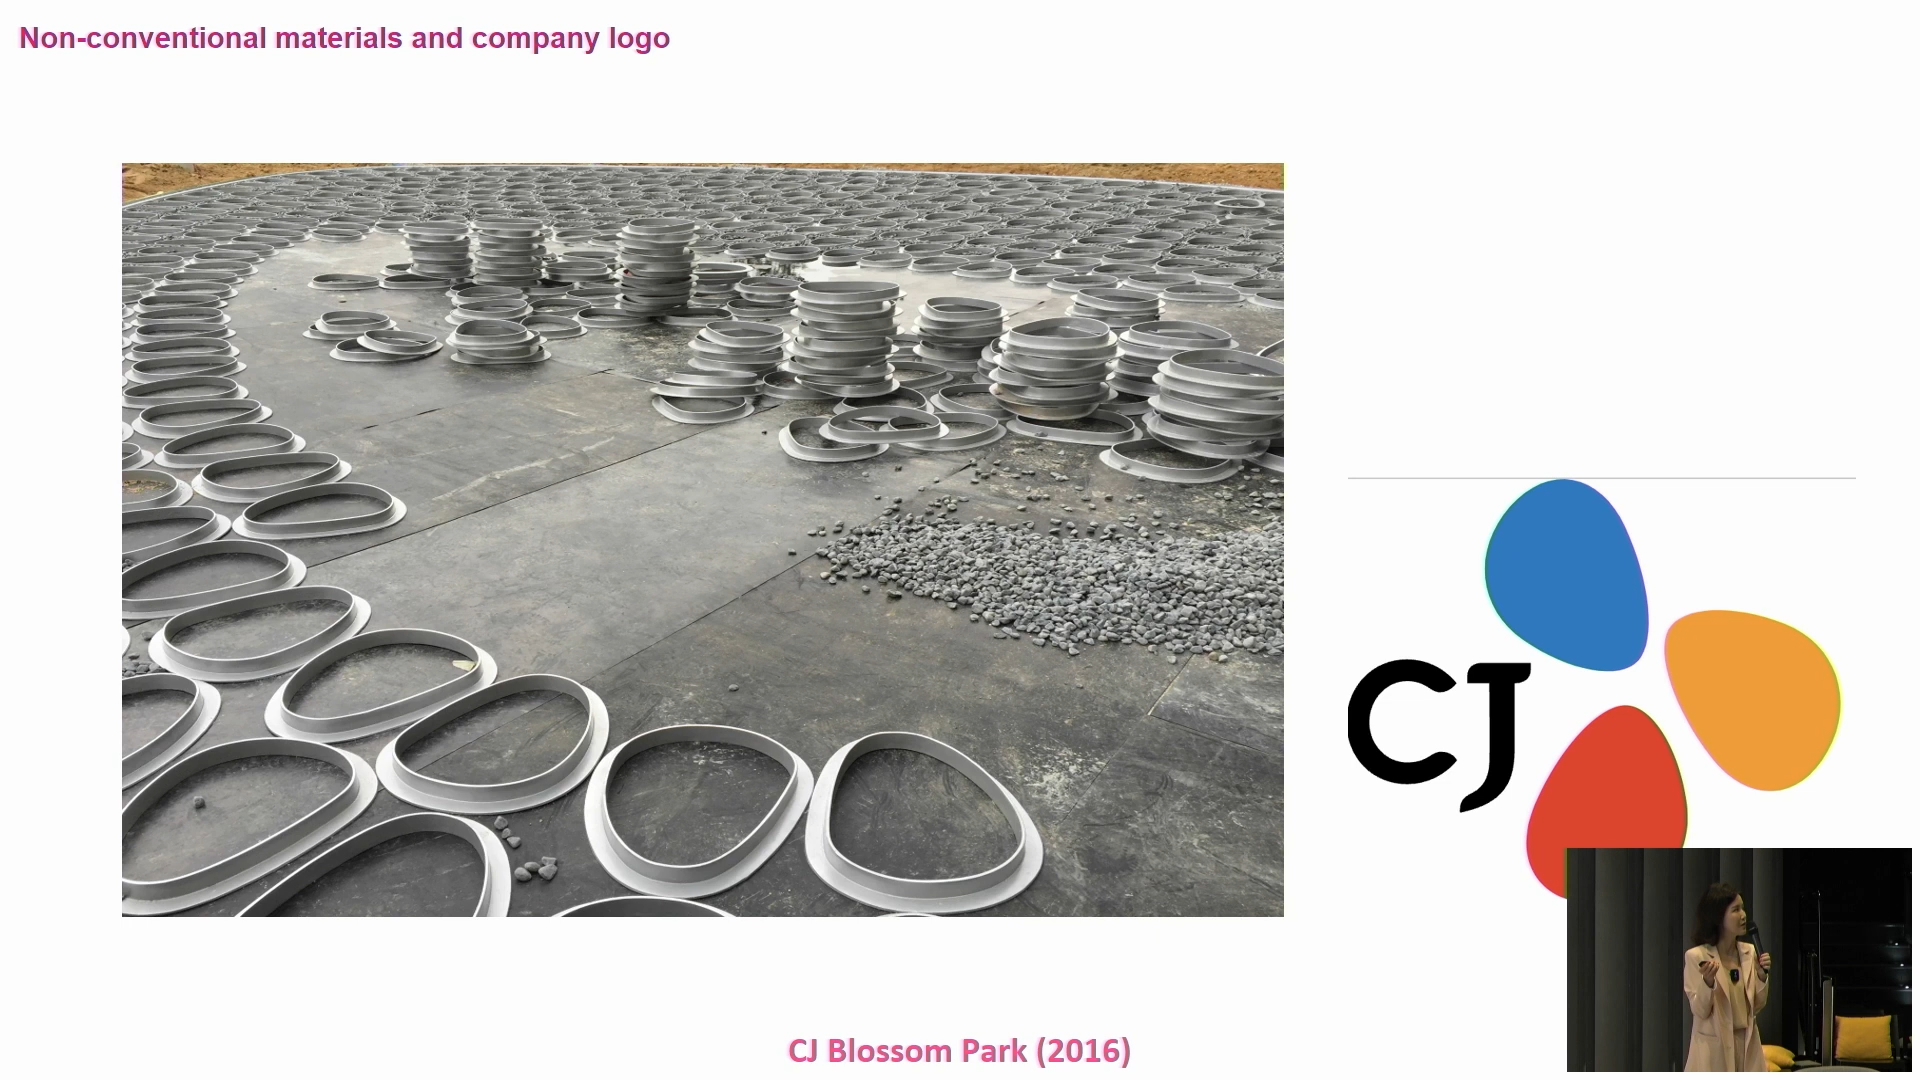 Non-conventional materials and company logo
CJ
CJ Blossom Park (2016)